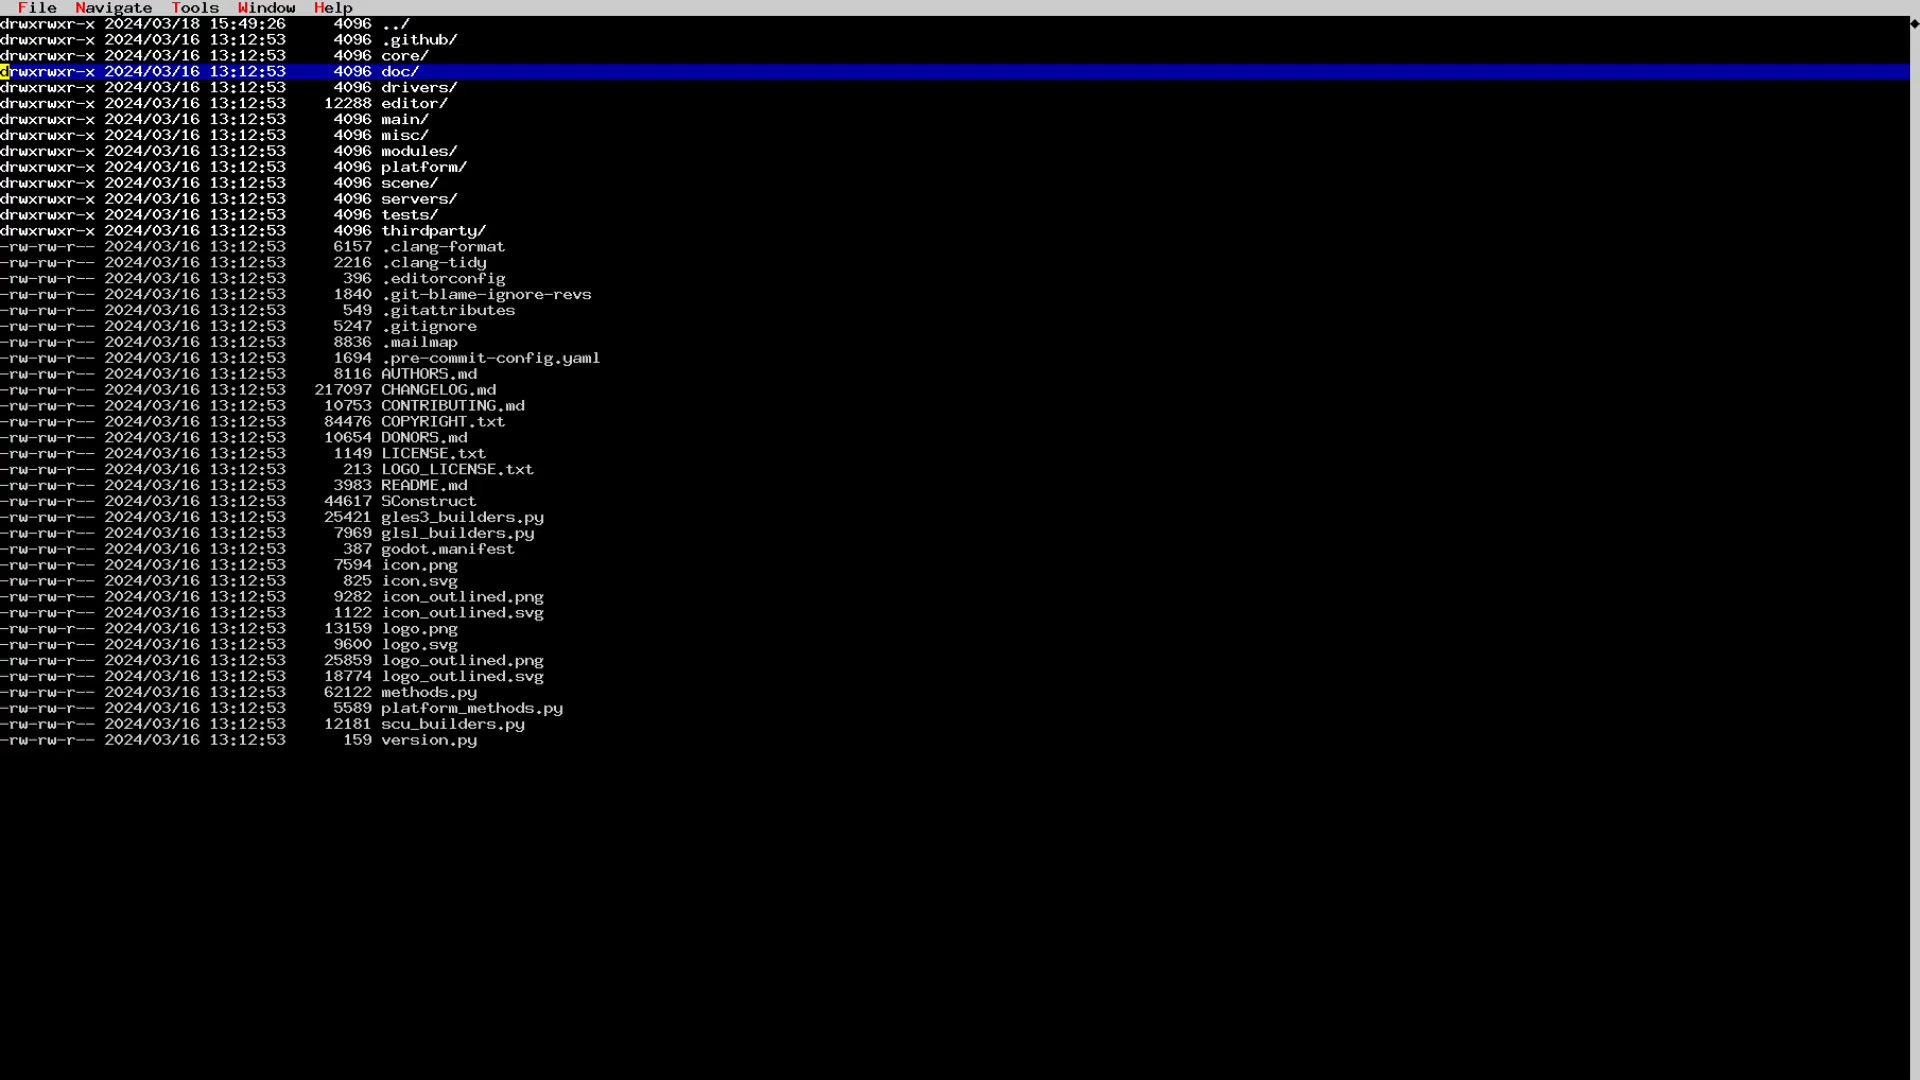 File  Navigate  Tools  Window  Help
drwxrwxr-x 2024/03/18 15:49:26     4096 ../
drwxrwxr-x 2024/03/16 13:12:53     4096 .github/
drwxrwxr-x 2024/03/16 13:12:53     4096 core/
drwxrwxr-x 2024/03/16 13:12:53     4096 doc/
drwxrwxr-x 2024/03/16 13:12:53     4096 drivers/
drwxrwxr-x 2024/03/16 13:12:53    12288 editor/
drwxrwxr-x 2024/03/16 13:12:53     4096 main/
drwxrwxr-x 2024/03/16 13:12:53     4096 misc/
drwxrwxr-x 2024/03/16 13:12:53     4096 modules/
drwxrwxr-x 2024/03/16 13:12:53     4096 platform/
drwxrwxr-x 2024/03/16 13:12:53     4096 scene/
drwxrwxr-x 2024/03/16 13:12:53     4096 servers/
drwxrwxr-x 2024/03/16 13:12:53     4096 tests/
drwxrwxr-x 2024/03/16 13:12:53     4096 thirdparty/
-rw-rw-r-- 2024/03/16 13:12:53     6157 .clang-format
-rw-rw-r-- 2024/03/16 13:12:53     2216 .clang-tidy
-rw-rw-r-- 2024/03/16 13:12:53      396 .editorconfig
-rw-rw-r-- 2024/03/16 13:12:53     1840 .git-blame-ignore-revs
-rw-rw-r-- 2024/03/16 13:12:53      549 .gitattributes
-rw-rw-r-- 2024/03/16 13:12:53     5247 .gitignore
-rw-rw-r-- 2024/03/16 13:12:53     8836 .mailmap
-rw-rw-r-- 2024/03/16 13:12:53     1694 .pre-commit-config.yaml
-rw-rw-r-- 2024/03/16 13:12:53     8116 AUTHORS.md
-rw-rw-r-- 2024/03/16 13:12:53   217097 CHANGELOG.md
-rw-rw-r-- 2024/03/16 13:12:53    10753 CONTRIBUTING.md
-rw-rw-r-- 2024/03/16 13:12:53    84476 COPYRIGHT.txt
-rw-rw-r-- 2024/03/16 13:12:53    10654 DONORS.md
-rw-rw-r-- 2024/03/16 13:12:53     1149 LICENSE.txt
-rw-rw-r-- 2024/03/16 13:12:53      213 LOGO_LICENSE.txt
-rw-rw-r-- 2024/03/16 13:12:53     3983 README.md
-rw-rw-r-- 2024/03/16 13:12:53    44617 SConstruct
-rw-rw-r-- 2024/03/16 13:12:53    25421 gles3_builders.py
-rw-rw-r-- 2024/03/16 13:12:53     7969 glsl_builders.py
-rw-rw-r-- 2024/03/16 13:12:53      387 godot.manifest
-rw-rw-r-- 2024/03/16 13:12:53     7594 icon.png
-rw-rw-r-- 2024/03/16 13:12:53      825 icon.svg
-rw-rw-r-- 2024/03/16 13:12:53     9282 icon_outlined.png
-rw-rw-r-- 2024/03/16 13:12:53     1122 icon_outlined.svg
-rw-rw-r-- 2024/03/16 13:12:53    13159 logo.png
-rw-rw-r-- 2024/03/16 13:12:53     9600 logo.svg
-rw-rw-r-- 2024/03/16 13:12:53    25859 logo_outlined.png
-rw-rw-r-- 2024/03/16 13:12:53    18774 logo_outlined.svg
-rw-rw-r-- 2024/03/16 13:12:53    62122 methods.py
-rw-rw-r-- 2024/03/16 13:12:53     5589 platform_methods.py
-rw-rw-r-- 2024/03/16 13:12:53    12181 scu_builders.py
-rw-rw-r-- 2024/03/16 13:12:53      159 version.py